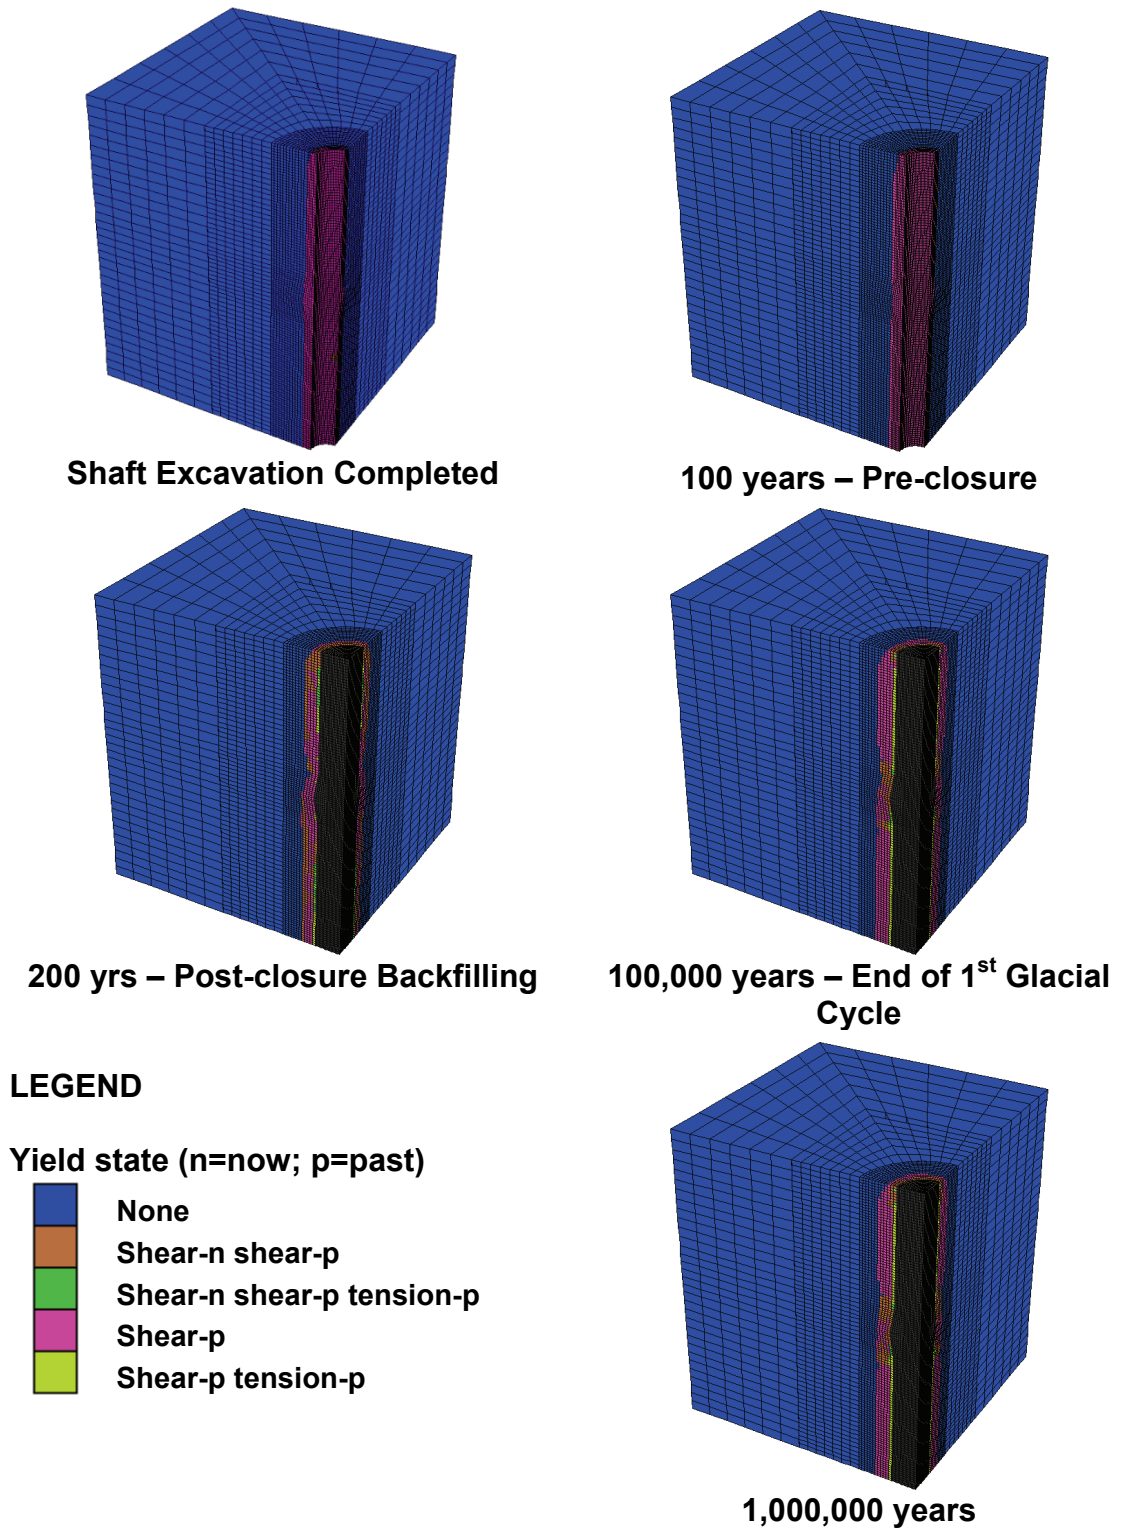 Shaft Excavation Completed
100 years – Pre-closure
200 yrs – Post-closure Backfilling
100,000 years – End of 1st Glacial
Cycle
LEGEND
Yield state (n=now; p=past)
None
Shear-n shear-p
Shear-n shear-p tension-p
Shear-p
Shear-p tension-p
1,000,000 years